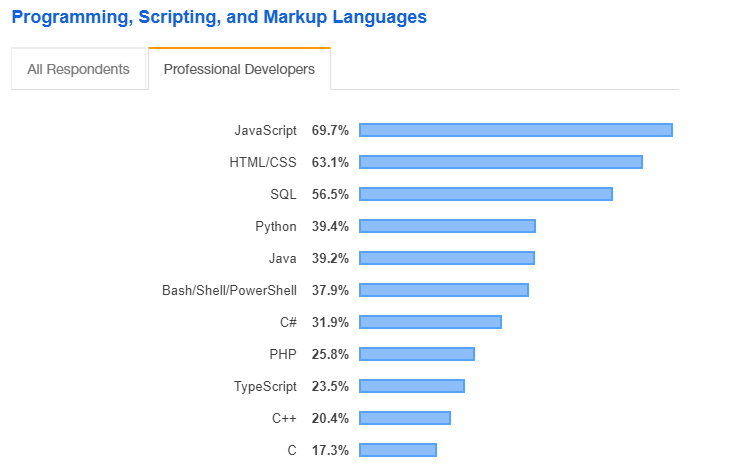 Programming, Scripting, and Markup Languages
All Respondents Professional Developers
JavaScript 69.7%
HTML/CSS 63.1%
SQL 56.5%
Python 39.4%
Java 39.2%
Bash/Shell/PowerShell 37.9%
C# 31.9%
PHP 25.8%
TypeScript 23.5%
C++ 20.4%
C 17.3%